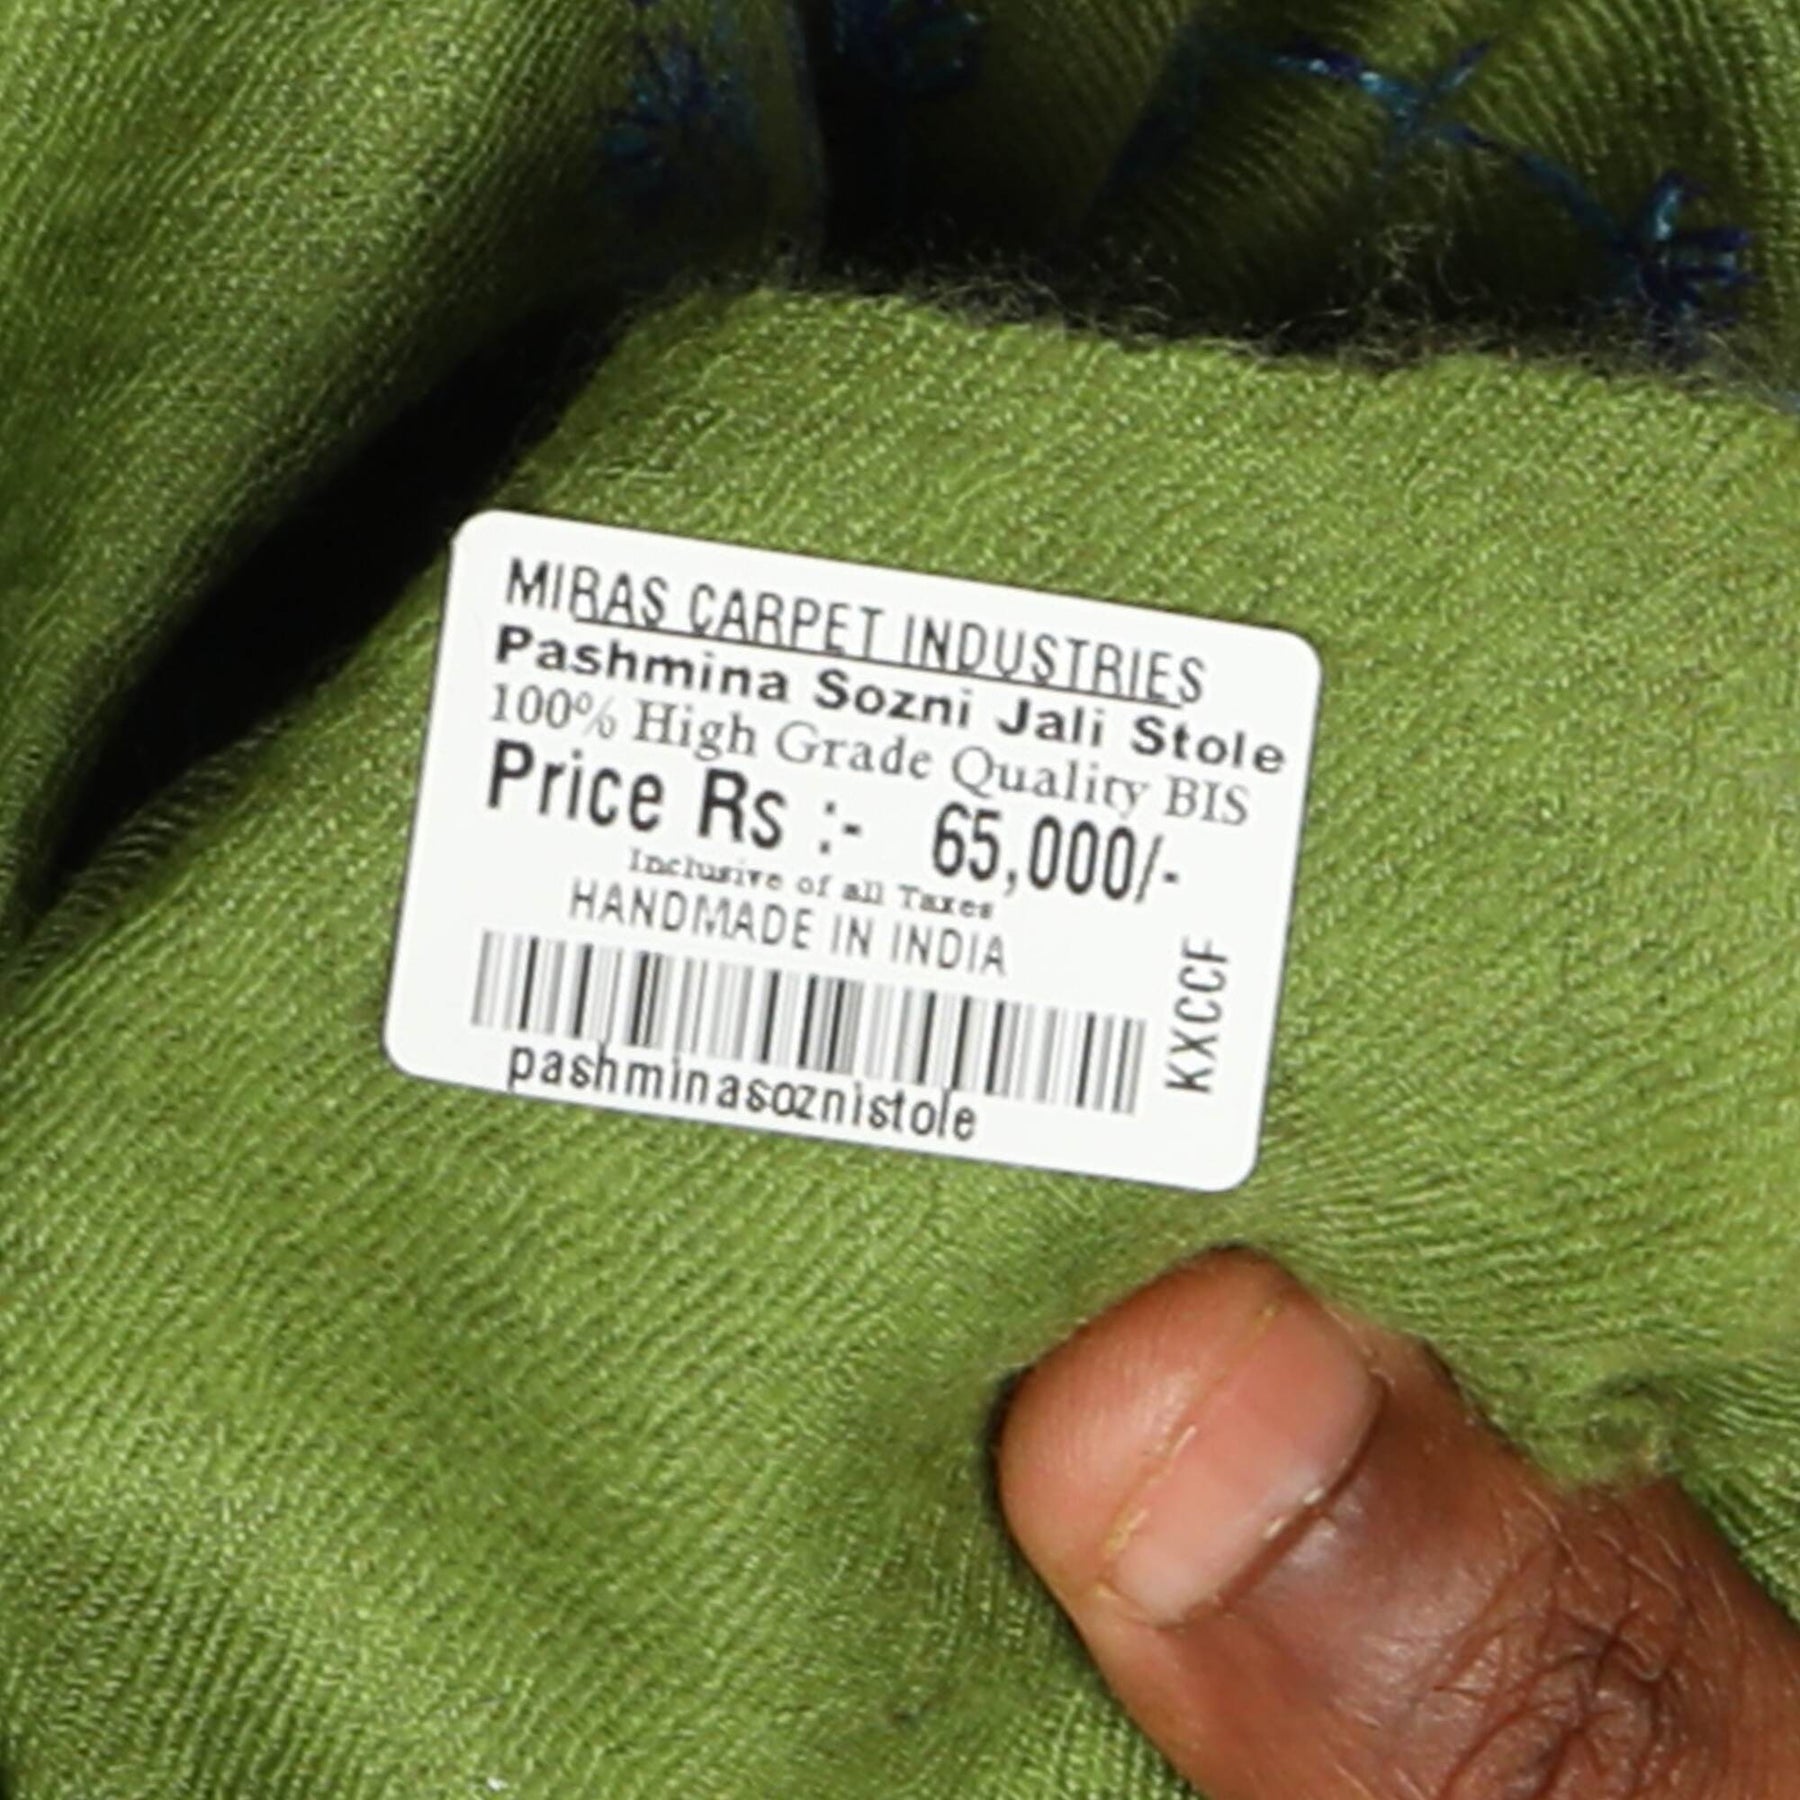 MIRAS CARPET INDUSTRIES
Pashmina Sozni Jali Stole
100% High Grade Quality BIS
Price Rs :- 65,000/-
Inclusive of all Taxes
HANDMADE IN INDIA
KXCCF
pashminasoznistole